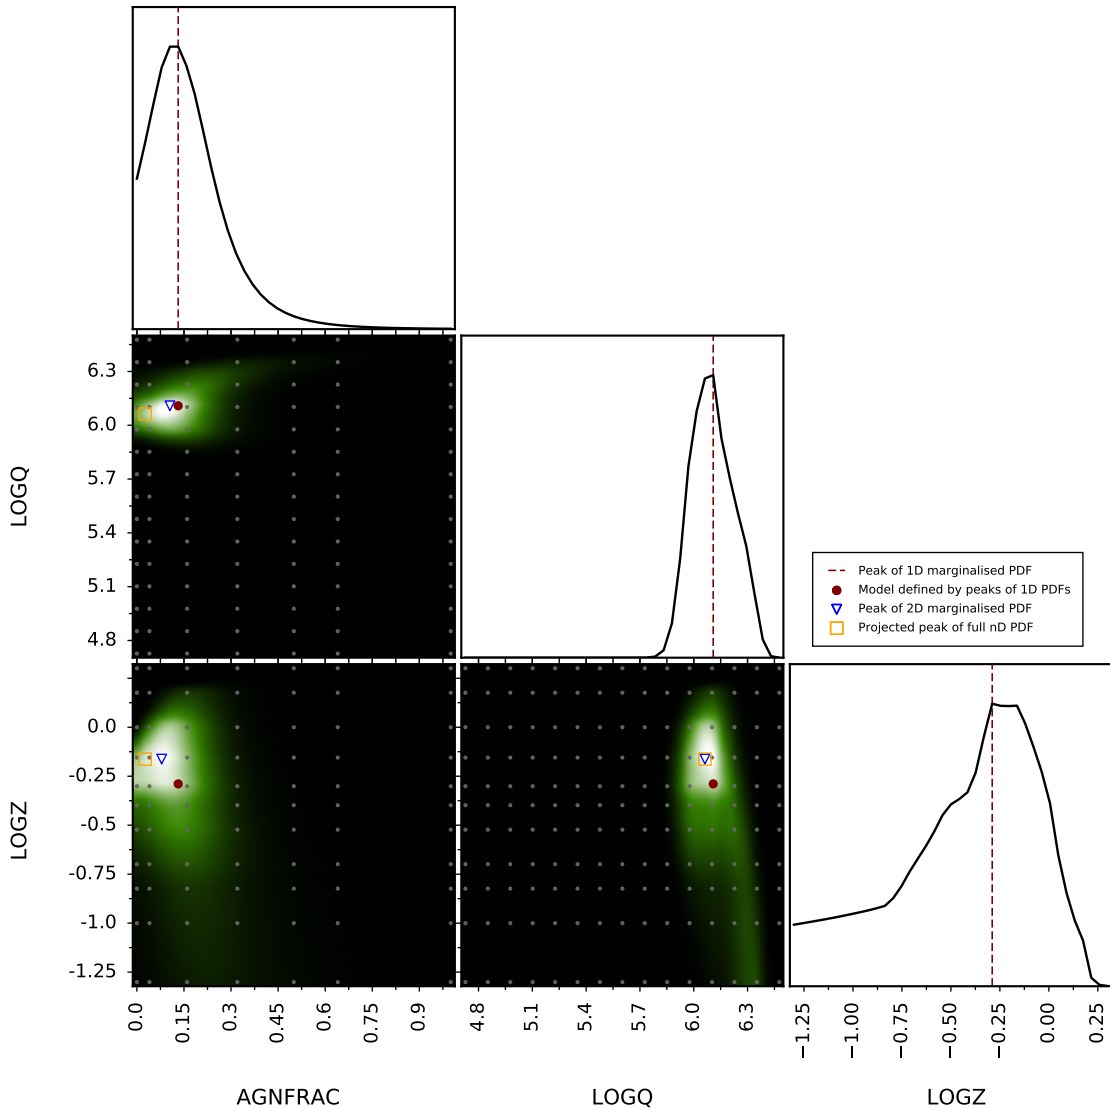 6.3
6.0
5.7
5.4
5.1
4.8
LOGQ
Peak of 1D marginalised PDF
Model defined by peaks of 1D PDFs
Peak of 2D marginalised PDF
Projected peak of full nD PDF
0.0
-0.25
-0.5
-0.75
-1.0
-1.25
LOGZ
0.0 0.15 0.3 0.45 0.6 0.75 0.9
4.8 5.1 5.4 5.7 6.0 6.3
−1.25 −1.00 −0.75 −0.50 −0.25 0.00 0.25
AGNFRAC LOGQ LOGZ